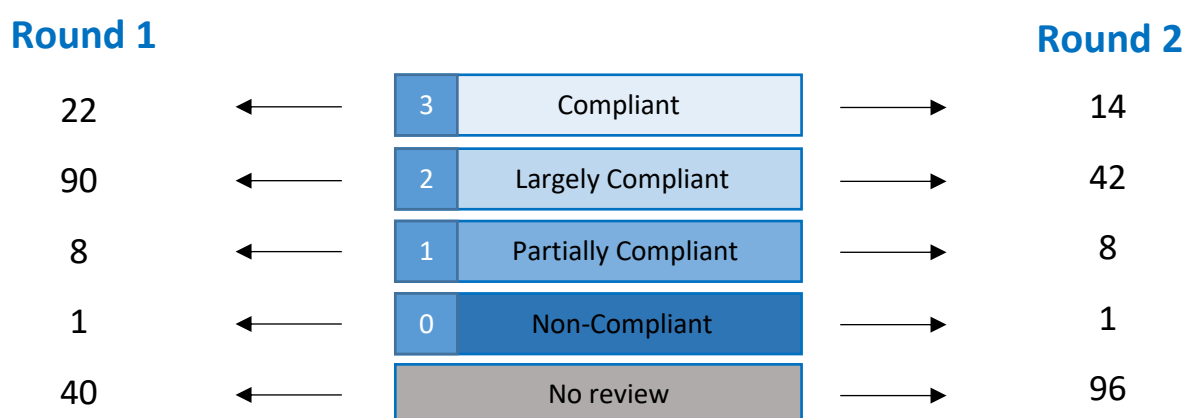 Round 1
Round 2
22 3 Compliant 14
90 2 Largely Compliant 42
8 1 Partially Compliant 8
1 0 Non-Compliant 1
40 No review 96